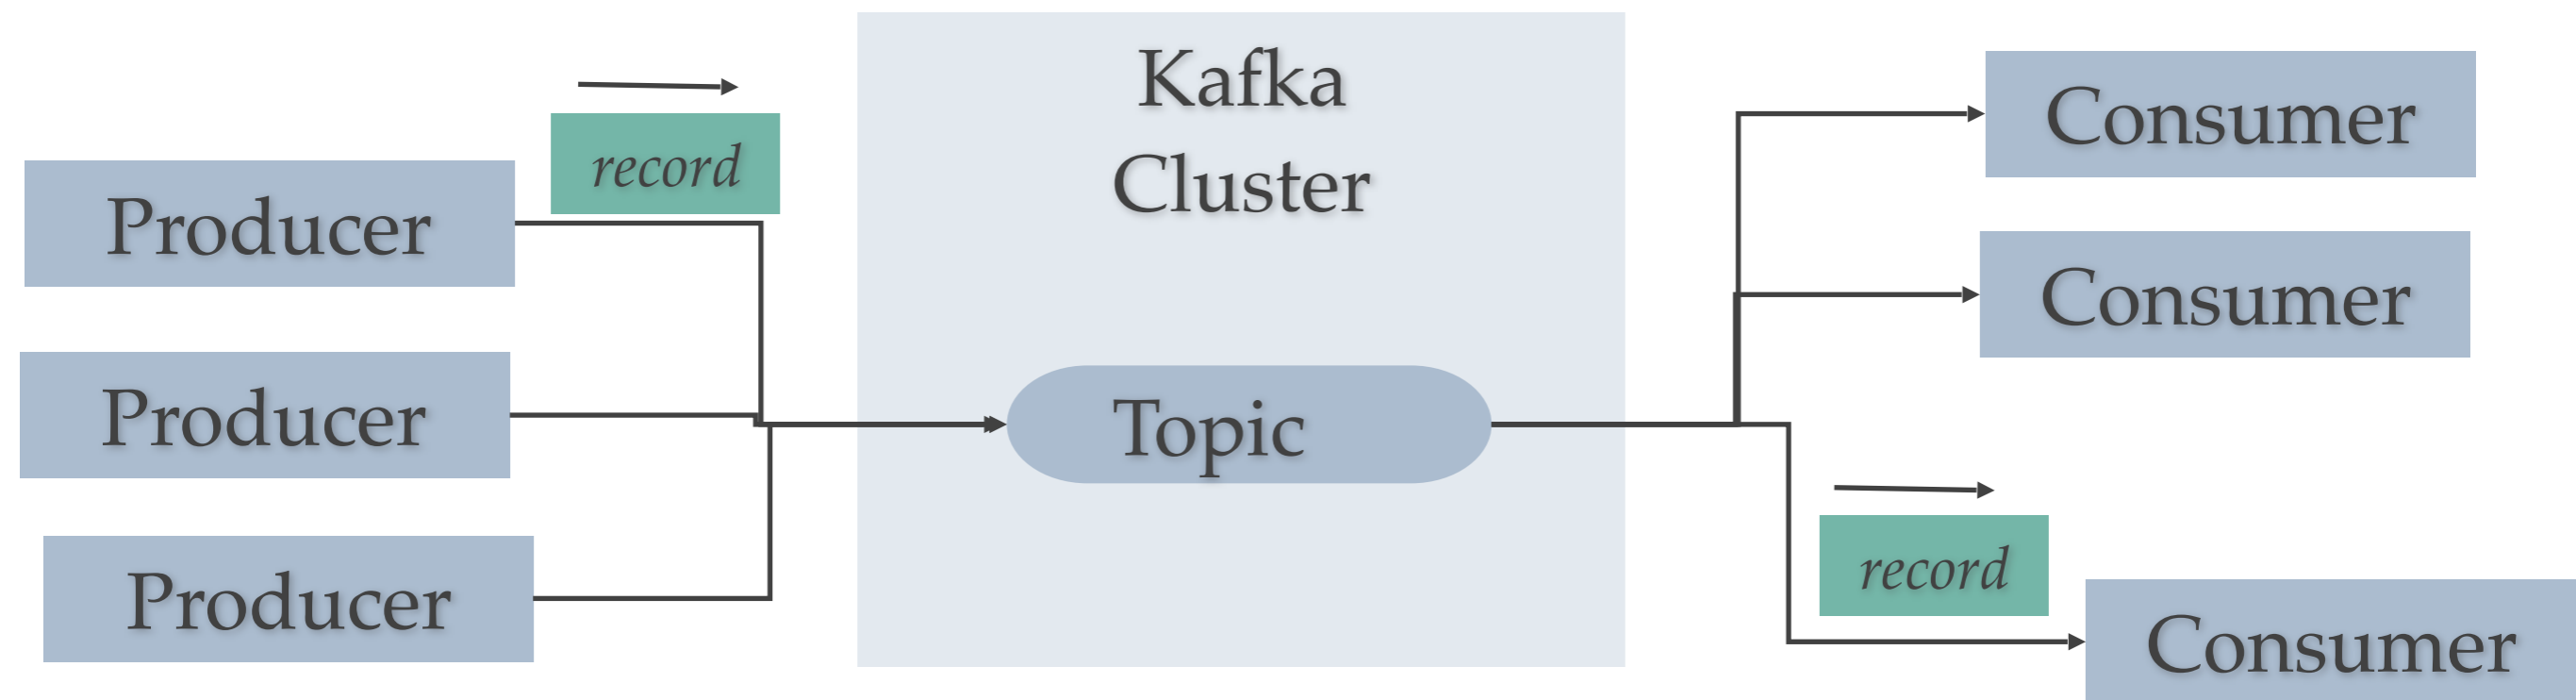 record
Producer
Producer
Producer
Kafka
Cluster
Topic
Consumer
Consumer
record
Consumer